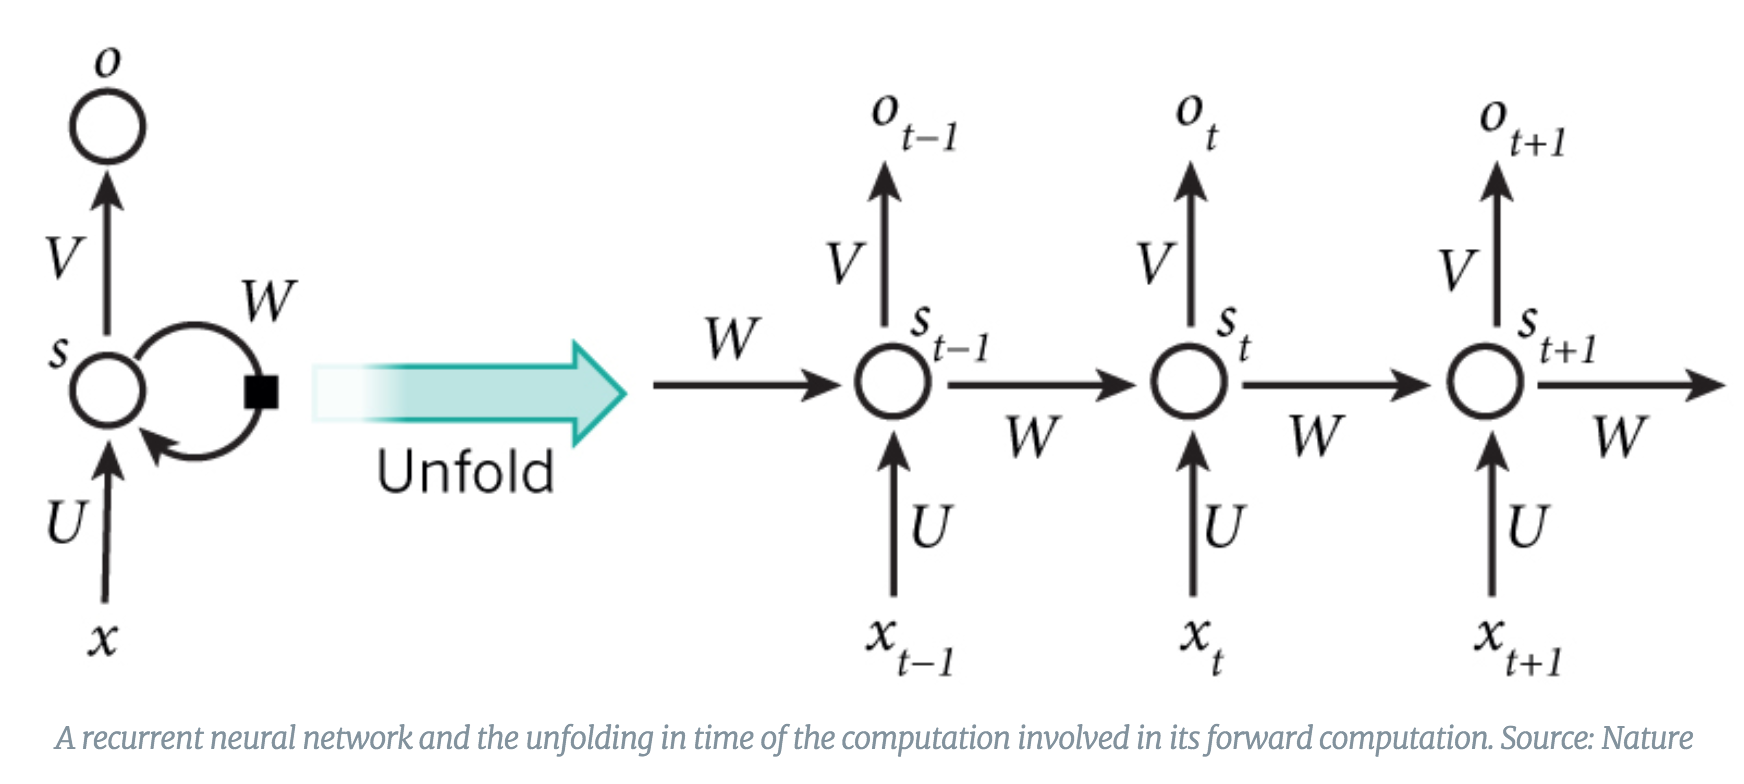 o
V
s
W
U
x
Unfold
o t−1 o t o t+1
V V V
W s t−1 s t s t+1
W W W
U U U
x t−1 x t x t+1
A recurrent neural network and the unfolding in time of the computation involved in its forward computation. Source: Nature